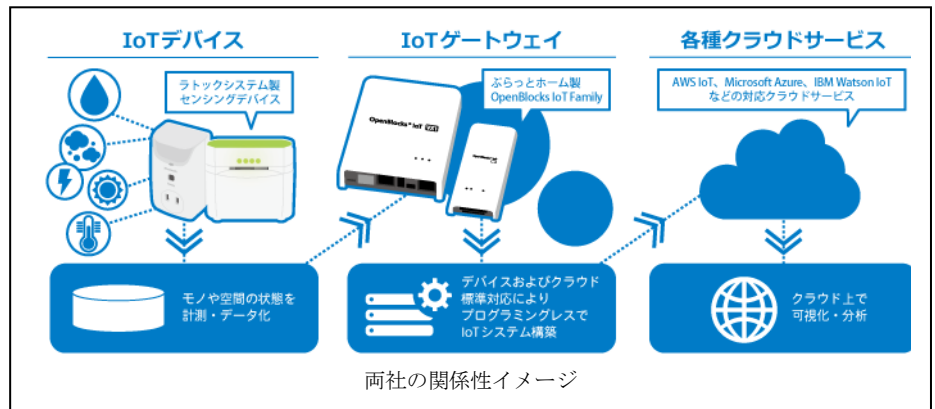 IoTデバイス
ラトックシステム製
センシングデバイス
モノや空間の状態を
計測・データ化
IoTゲートウェイ
ぷらっとホーム製
OpenBlocks IoT Family
OpenBlocks™ IoT VX1
デバイスおよびクラウド
標準対応により
プログラミングレスで
IoTシステム構築
各種クラウドサービス
AWS IoT、Microsoft Azure、IBM Watson IoT
などの対応クラウドサービス
クラウド上で
可視化・分析
両社の関係性イメージ